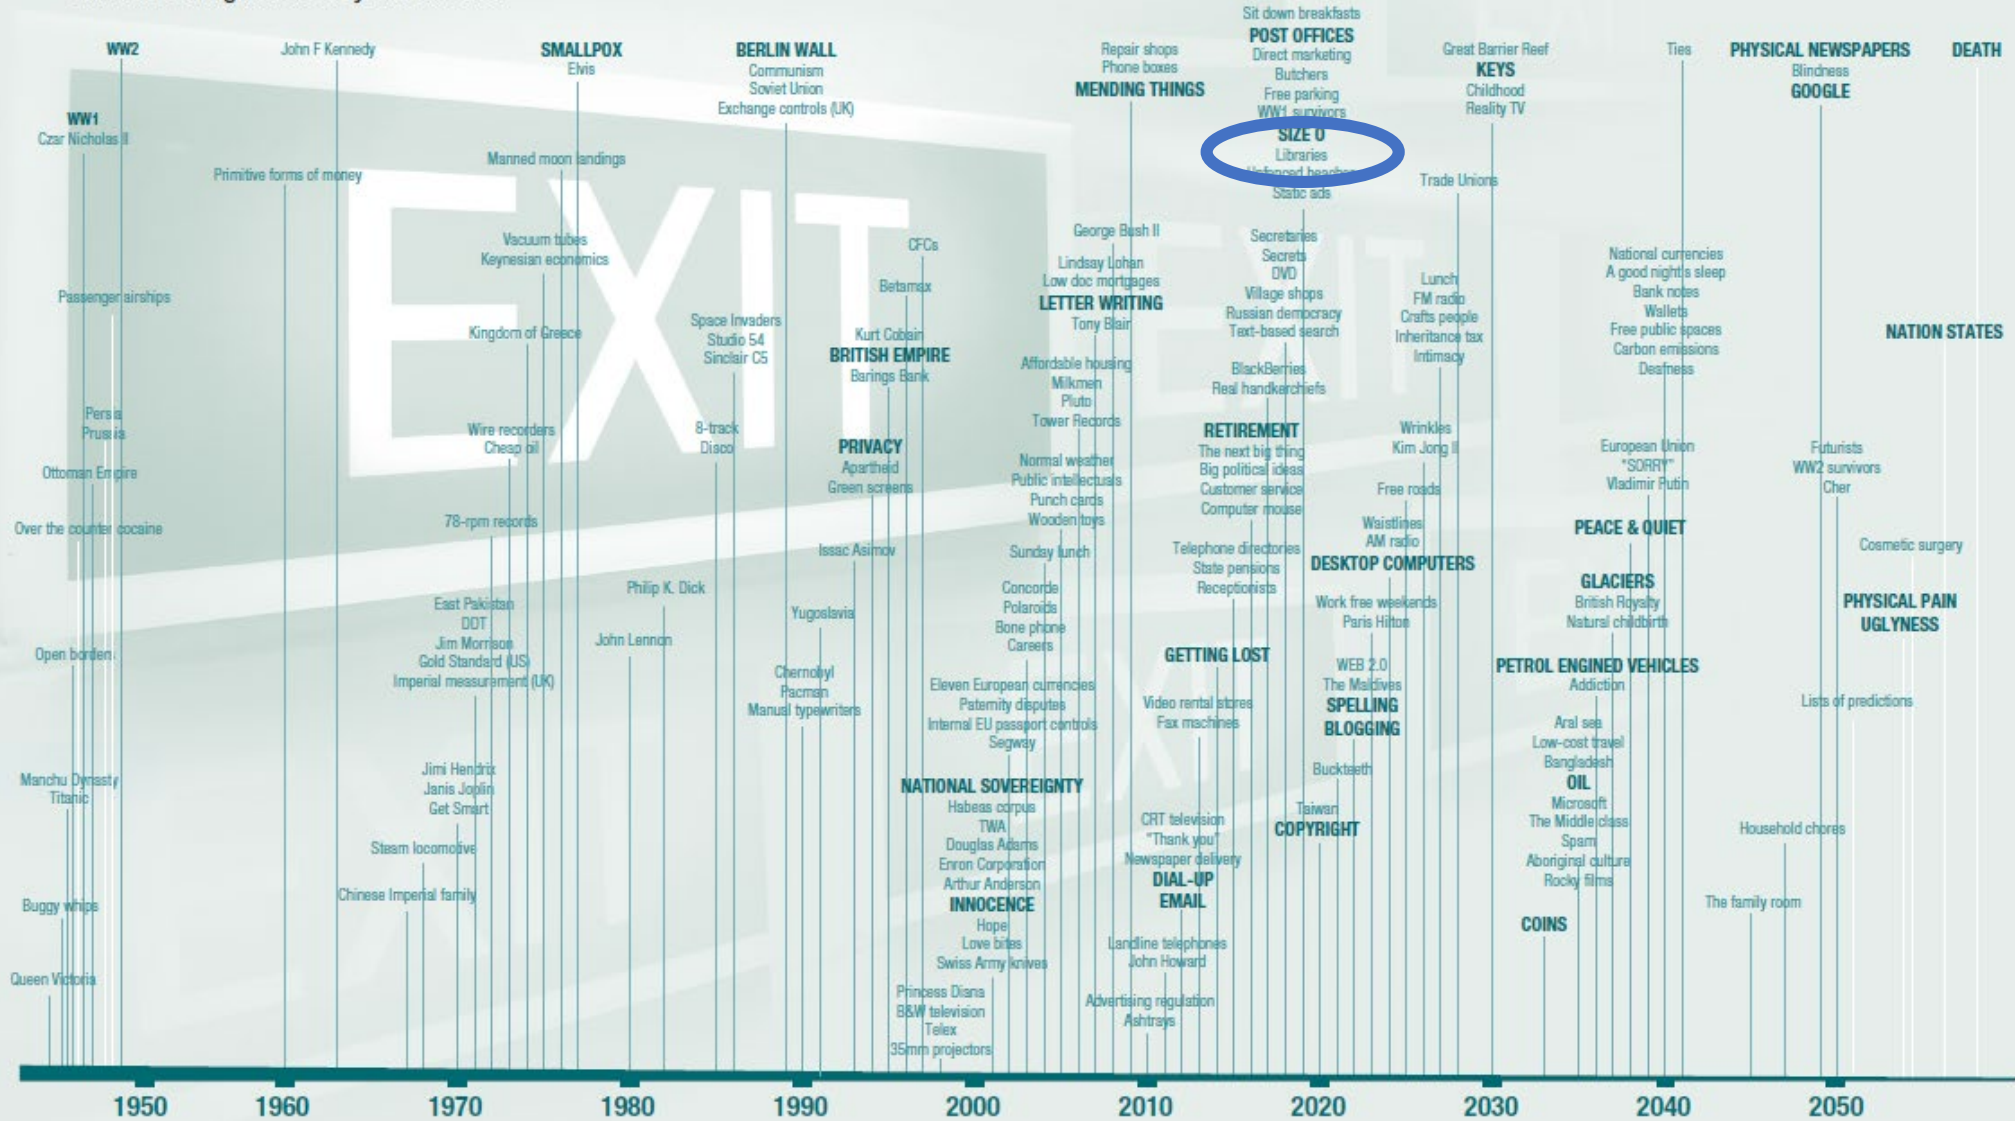 WW2
WW1
Czar Nicholas II
Passenger airships
Persia
Prussia
Ottoman Empire
Over the counter cocaine
Open borders
Manchu Dynasty
Titanic
Buggy whips
Queen Victoria
John F Kennedy
Primitive forms of money
EXIT
SMALLPOX
Elvis
Manned moon landings
Vacuum tubes
Keynesian economics
Kingdom of Greece
Wire recorders
Cheap oil
78-rpm records
East Pakistan
DDT
Jim Morrison
Gold Standard (US)
Imperial measurement (UK)
Jimi Hendrix
Janis Joplin
Get Smart
Steam locomotive
Chinese Imperial family
BERLIN WALL
Communism
Soviet Union
Exchange controls (UK)
Space Invaders
Studio 54
Sinclair C5
8-track
Disco
Philip K. Dick
John Lennon
CFCs
Betamax
Kurt Cobain
BRITISH EMPIRE
Barings Bank
PRIVACY
Apartheid
Green screens
Issac Asimov
Yugoslavia
Chernobyl
Pacman
Manual typewriters
Repair shops
Phone boxes
MENDING THINGS
George Bush II
Lindsay Lohan
Low doc mortgages
LETTER WRITING
Tony Blair
Affordable housing
Milkmen
Pluto
Tower Records
Normal weather
Public intellectuals
Punch cards
Wooden toys
Sunday lunch
Concorde
Polaroids
Bone phone
Careers
Eleven European currencies
Paternity disputes
Internal EU passport controls
Segway
NATIONAL SOVEREIGNTY
Habeas corpus
TWA
Douglas Adams
Enron Corporation
Arthur Anderson
INNOCENCE
Hope
Love bites
Swiss Army knives
Princess Diana
B&W television
Telex
35mm projectors
Sit down breakfasts
POST OFFICES
Direct marketing
Butchers
Free parking
WW1 survivors
SIZE 0
Libraries
Unfenced beaches
Static ads
Secretaries
Secrets
DVD
Village shops
Russian democracy
Text-based search
BlackBerries
Real handkerchiefs
RETIREMENT
The next big thing
Big political ideas
Customer service
Computer mouse
Telephone directories
State pensions
Receptionists
GETTING LOST
Video rental stores
Fax machines
CRT television
"Thank you"
Newspaper delivery
DIAL-UP
EMAIL
Landline telephones
John Howard
Advertising regulation
Ashtrays
Great Barrier Reef
KEYS
Childhood
Reality TV
Trade Unions
Lunch
FM radio
Crafts people
Inheritance tax
Intimacy
Wrinkles
Kim Jong Il
Free roads
Waistlines
AM radio
DESKTOP COMPUTERS
Work free weekends
Paris Hilton
WEB 2.0
The Maldives
SPELLING
BLOGGING
Buckteeth
Taiwan
COPYRIGHT
Ties
National currencies
A good night's sleep
Bank notes
Wallets
Free public spaces
Carbon emissions
Deafness
European Union
"SORRY"
Vladimir Putin
PEACE & QUIET
GLACIERS
British Royalty
Natural childbirth
PETROL ENGINED VEHICLES
Addiction
Aral sea
Low-cost travel
Bangladesh
OIL
Microsoft
The Middle class
Spam
Aboriginal culture
Rocky films
COINS
PHYSICAL NEWSPAPERS
Blindness
GOOGLE
Futurists
WW2 survivors
Cher
DEATH
NATION STATES
Cosmetic surgery
PHYSICAL PAIN
UGLYNESS
Lists of predictions
Household chores
The family room
1950 1960 1970 1980 1990 2000 2010 2020 2030 2040 2050